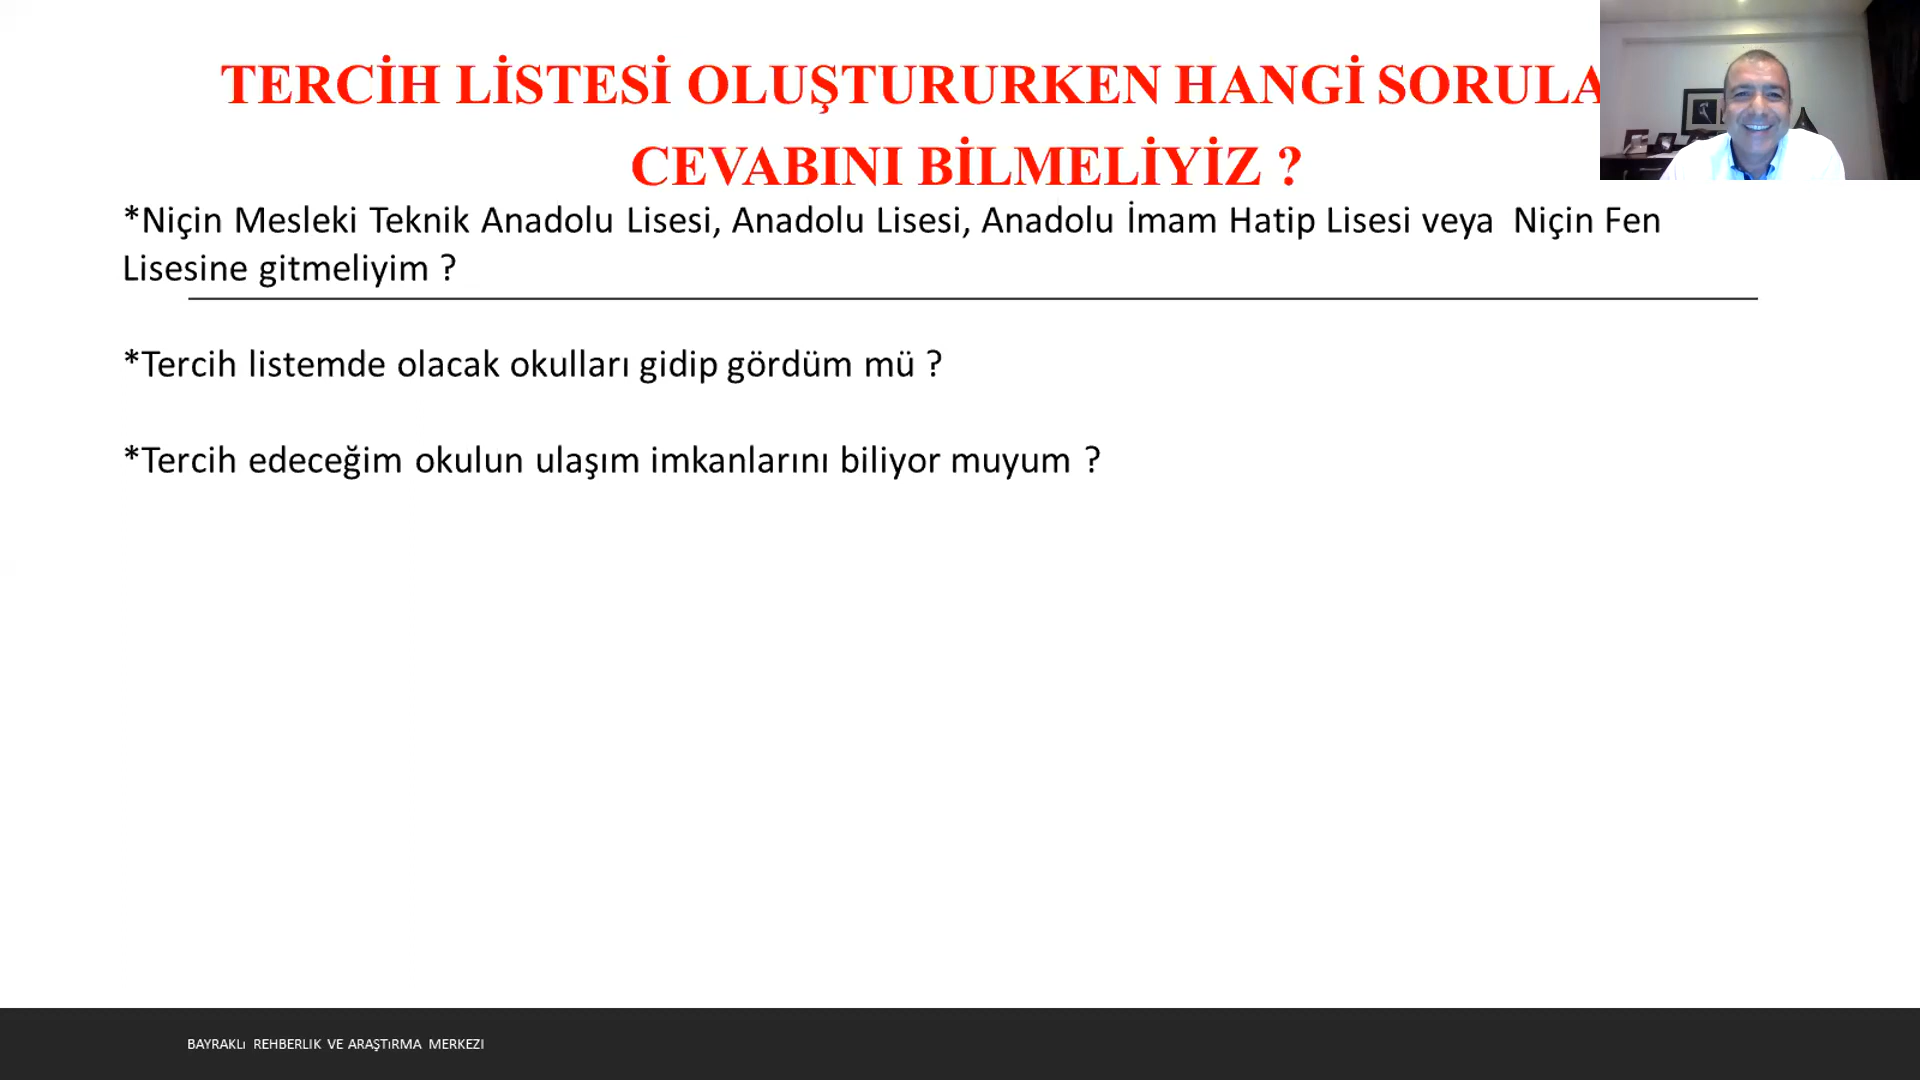 TERCİH LİSTESİ OLUŞTURURKEN HANGİ
CEVABINI BİLMELİYİZ ?
*Niçin Mesleki Teknik Anadolu Lisesi, Anadolu Lisesi, Anadolu İmam Hatip Lisesi veya Niçin Fen
Lisesine gitmeliyim ?
*Tercih listemde olacak okulları gidip gördüm mü ?
*Tercih edeceğim okulun ulaşım imkanlarını biliyor muyum ?
BAYRAKLı REHBERLIK VE ARAŞTıRMA MERKEZI